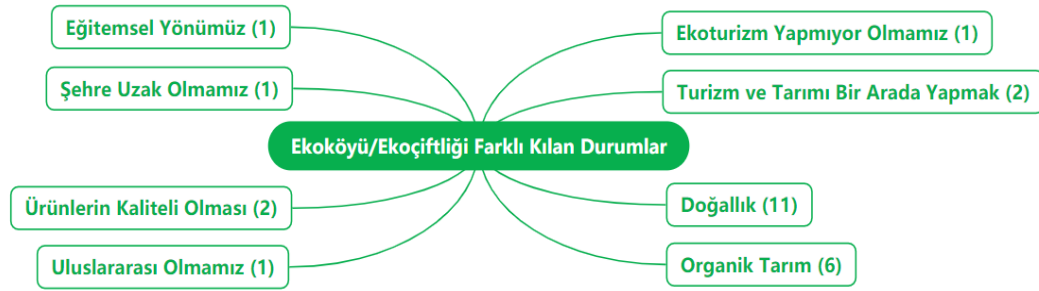 Eğitemsel Yönümüz (1)
Ekoturizm Yapmıyor Olmamız (1)
Şehre Uzak Olmamız (1)
Turizm ve Tarımı Bir Arada Yapmak (2)
Ekoköyü/Ekoçiftliği Farklı Kılan Durumlar
Ürünlerin Kaliteli Olması (2)
Doğallık (11)
Uluslararası Olmamız (1)
Organik Tarım (6)